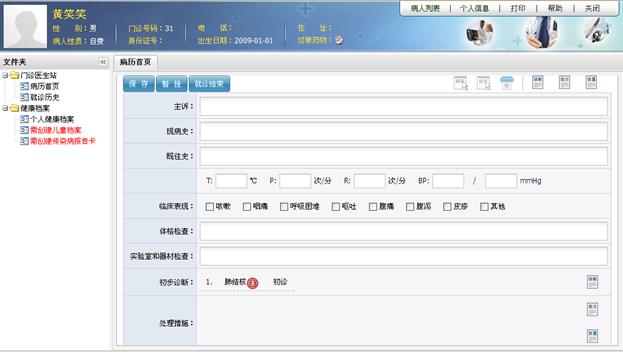 黄笑笑
病人列表 | 个人信息 | 打印 | 帮助 | 关闭
性 别：男 门诊号码：31 电 话： 住 址：
病人性质：自费 身份证号： 出生日期：2009-01-01 过敏药物：
文件夹
病历首页
门诊医生站
病历首页
就诊历史
健康档案
个人健康档案
需创建儿童档案
需创建传染病报告卡
保 存 暂 挂 就诊结束
主诉：
现病史：
既往史：
T: ℃ P: 次/分 R: 次/分 BP: / mmHg
临床表现： 咳嗽 咽痛 呼吸困难 呕吐 腹痛 腹泻 皮疹 其他
体格检查：
实验室和器材检查：
初步诊断： 1. 肺结核 初诊
处理措施：